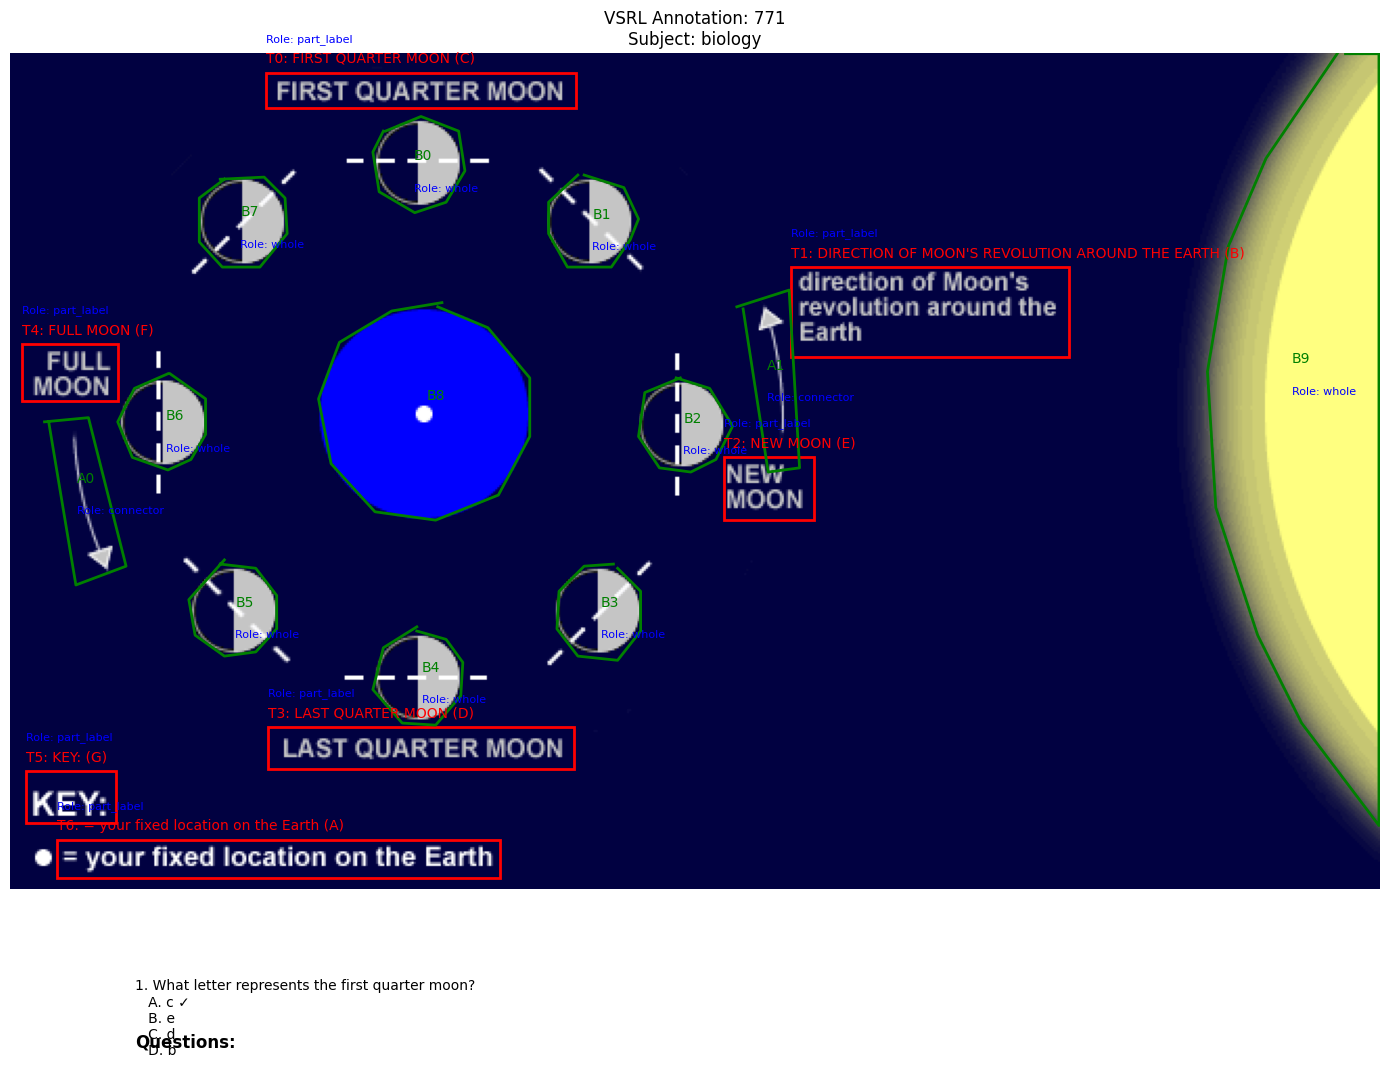 VSRL Annotation: 771
Subject: biology
Role: part_label
T0: FIRST QUARTER MOON (C)
FIRST QUARTER MOON
B0
Role: whole
B7
Role: whole
B1
Role: whole
Role: part_label
T1: DIRECTION OF MOON'S REVOLUTION AROUND THE EARTH (B)
direction of Moon's
revolution around the
Earth
Role: part_label
T4: FULL MOON (F)
FULL
MOON
A1
Role: connector
B9
Role: whole
B8
B6
Role: whole
B2
Role: whole
Role: part_label
T2: NEW MOON (E)
NEW
MOON
A0
Role: connector
B5
Role: whole
B3
Role: whole
B4
Role: whole
Role: part_label
T3: LAST QUARTER MOON (D)
LAST QUARTER MOON
Role: part_label
T5: KEY: (G)
KEY:
Role: part_label
T6: = your fixed location on the Earth (A)
= your fixed location on the Earth
1. What letter represents the first quarter moon?
A. c ✓
B. e
C. d
Questions:
D. b